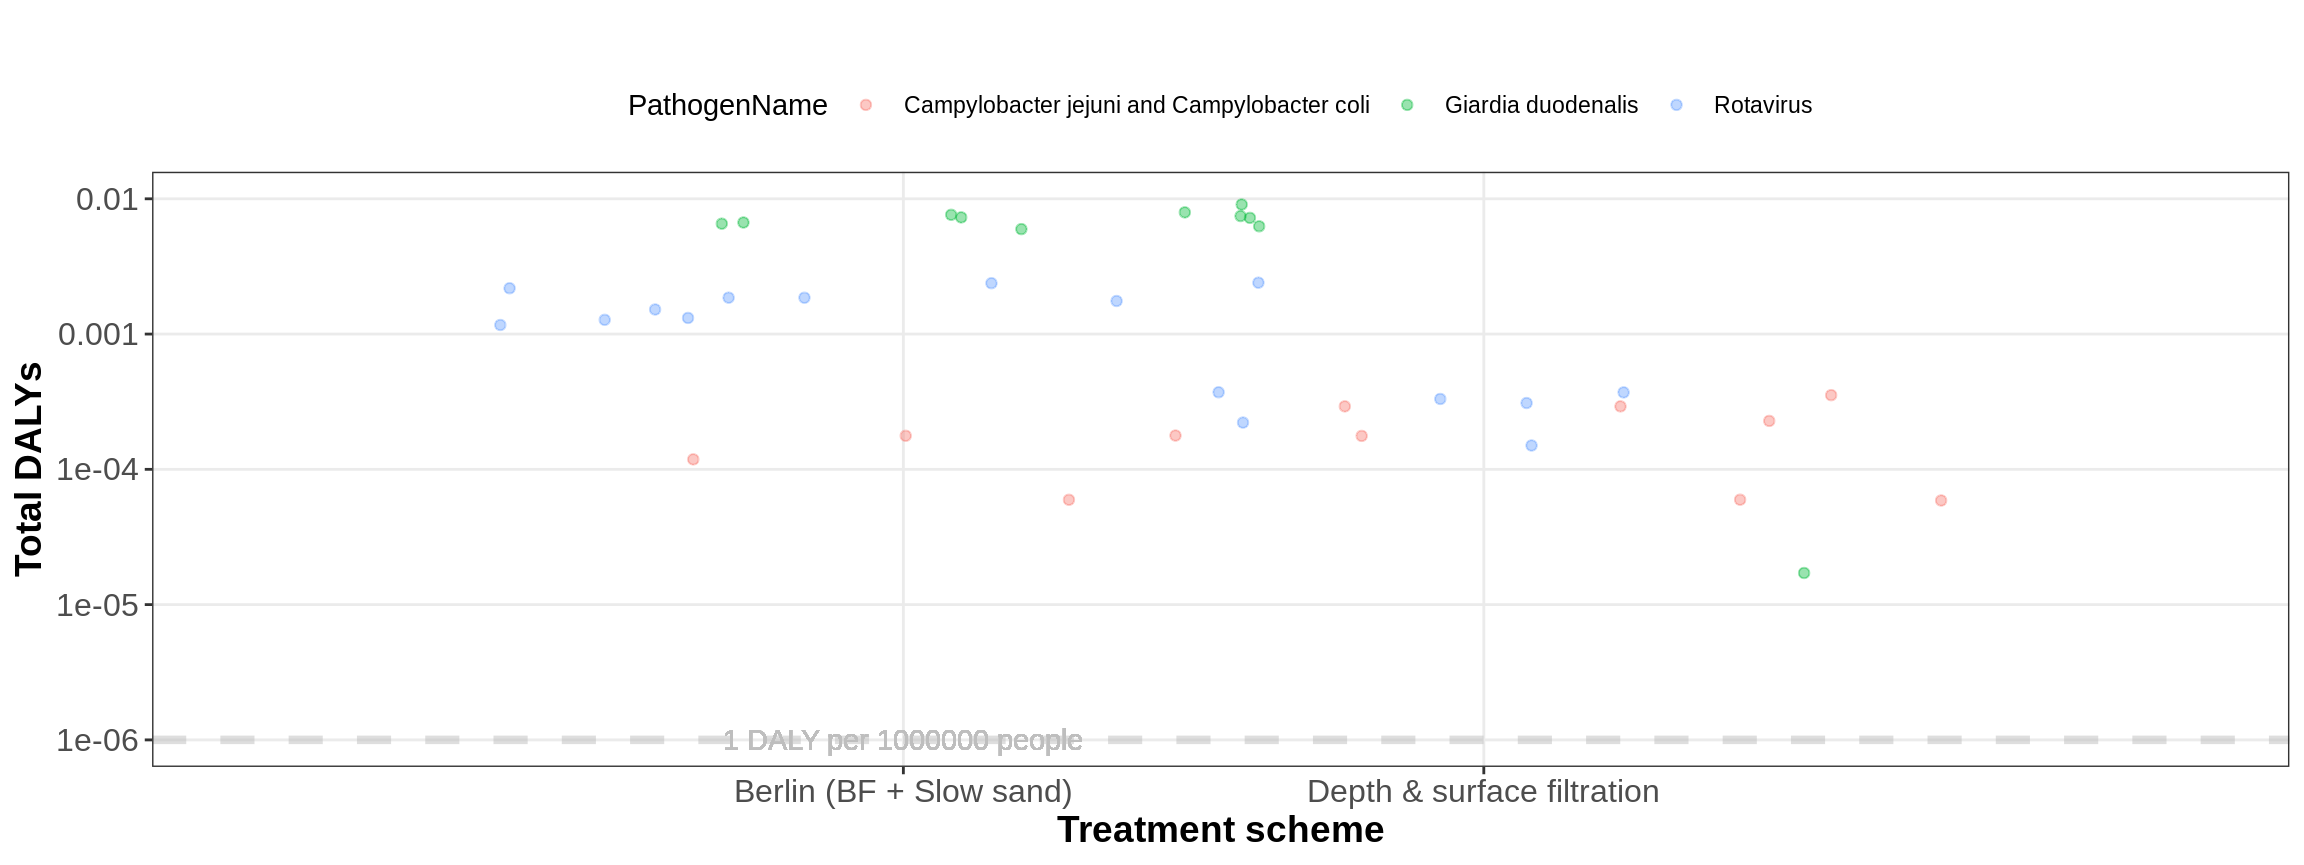 PathogenName Campylobacter jejuni and Campylobacter coli Giardia duodenalis Rotavirus
Total DALYs
0.01
0.001
1e-04
1e-05
1e-06
1 DALY per 1000000 people
Berlin (BF + Slow sand) Depth & surface filtration
Treatment scheme